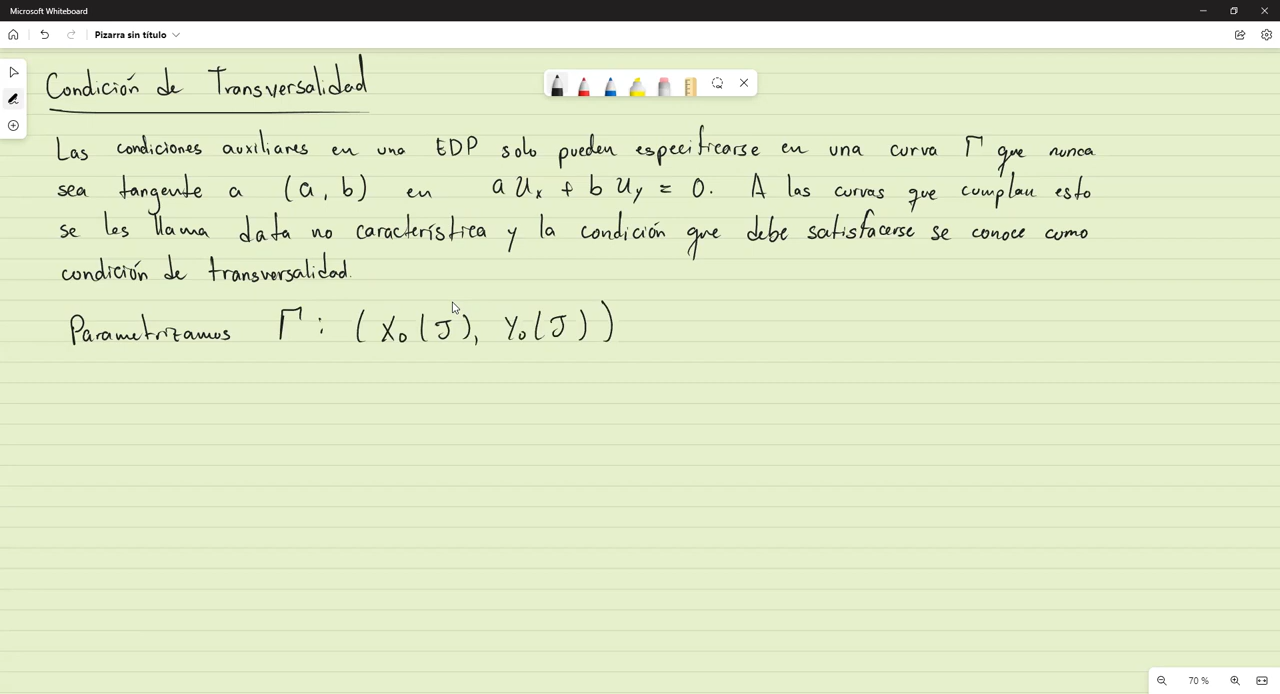 Microsoft Whiteboard
Pizarra sin título
Condición de Transversalidad
Las condiciones auxiliares en una EDP solo pueden especificarse en una curva Γ que nunca
sea tangente a (a, b) en a Ux + b Uy = 0. A las curvas que cumplan esto
se les llama data no característica y la condición que debe satisfacerse se conoce como
condición de transversalidad.
Parametrizamos Γ: (X₀(J), Y₀(J))
70 %